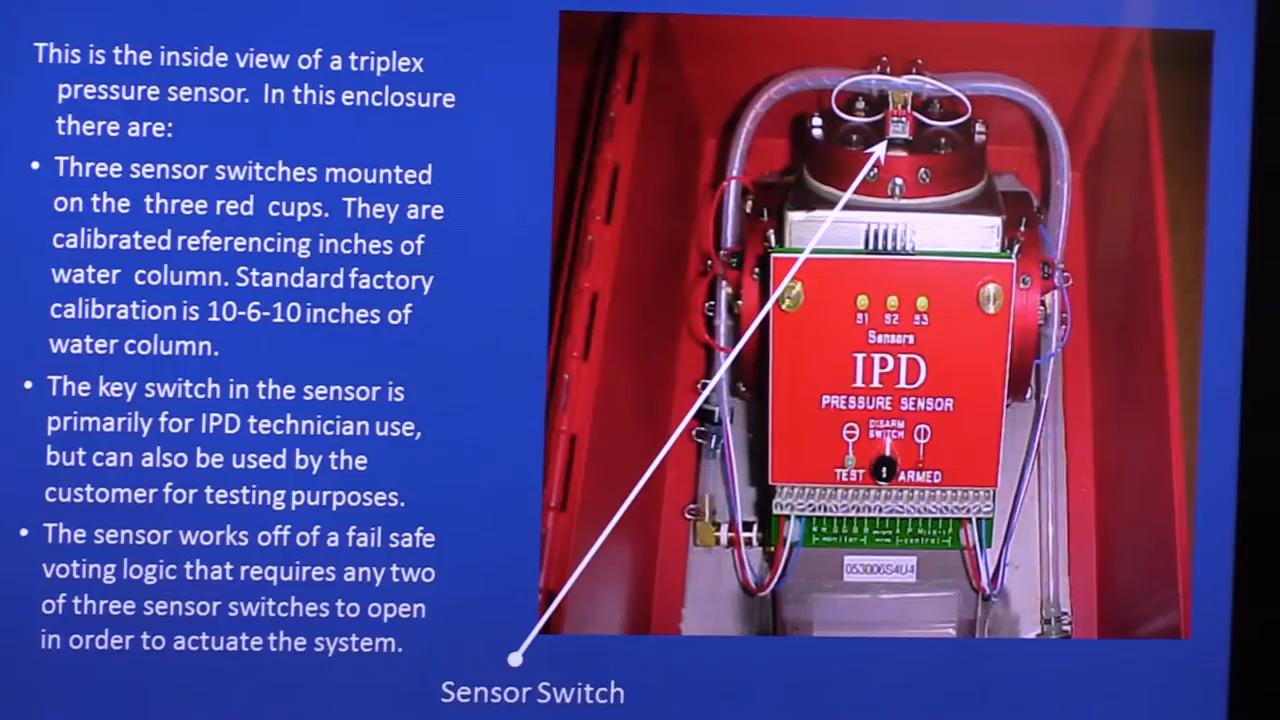 This is the inside view of a triplex
pressure sensor. In this enclosure
there are:
• Three sensor switches mounted
on the three red cups. They are
calibrated referencing inches of
water column. Standard factory
calibration is 10-6-10 inches of
water column.
• The key switch in the sensor is
primarily for IPD technician use,
but can also be used by the
customer for testing purposes.
• The sensor works off of a fail safe
voting logic that requires any two
of three sensor switches to open
in order to actuate the system.
S1 S2 S3
Sensors
IPD
PRESSURE SENSOR
DISARM
SWITCH
TEST ARMED
monitor
control
053006S4U4
Sensor Switch